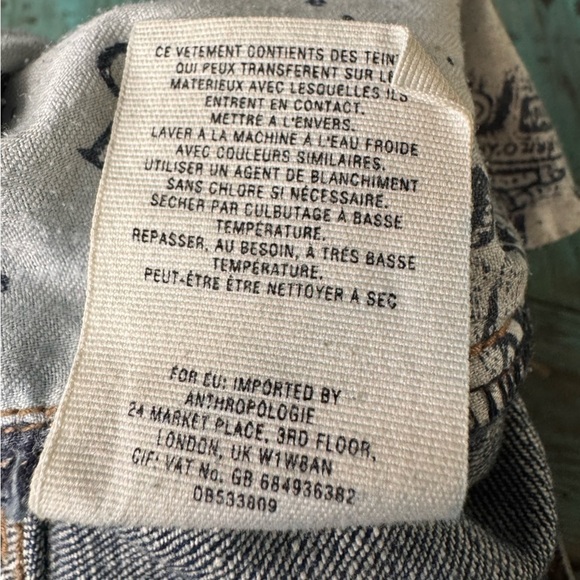 CE VETEMENT CONTIENTS DES TEIN
QUI PEUX TRANSFERENT SUR LE
MATERIEUX AVEC LESQUELLES ILS
ENTRENT EN CONTACT.
METTRE A L'ENVERS.
LAVER À LA MACHINE À L'EAU FROIDE
AVEC COULEURS SIMILAIRES.
UTILISER UN AGENT DE BLANCHIMENT
SANS CHLORE SI NÉCESSAIRE.
SECHER PAR CULBUTAGE À BASSE
TEMPÉRATURE.
REPASSER, AU BESOIN, À TRÈS BASSE
TEMPÉRATURE.
PEUT-ÊTRE ÊTRE NETTOYER A SEC
FOR EU: IMPORTED BY
ANTHROPOLOGIE
24 MARKET PLACE, 3RD FLOOR,
LONDON, UK W1W8AN
CIF/ VAT No. GB 684936382
OB533809